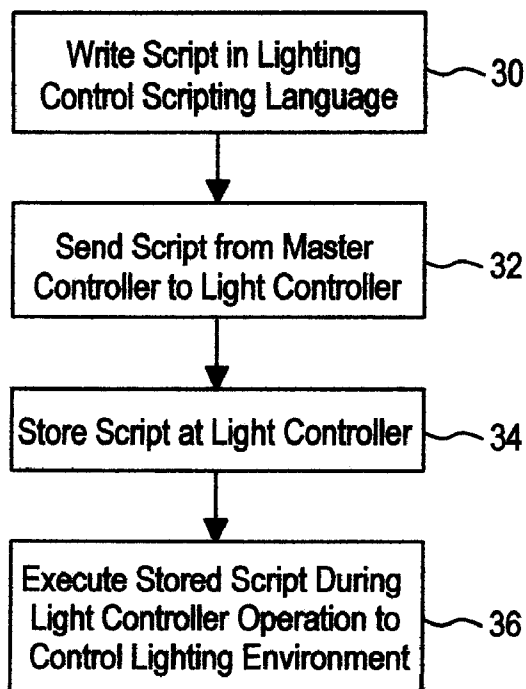 Write Script in Lighting
Control Scripting Language
30
Send Script from Master
Controller to Light Controller
32
Store Script at Light Controller
34
Execute Stored Script During
Light Controller Operation to
Control Lighting Environment
36